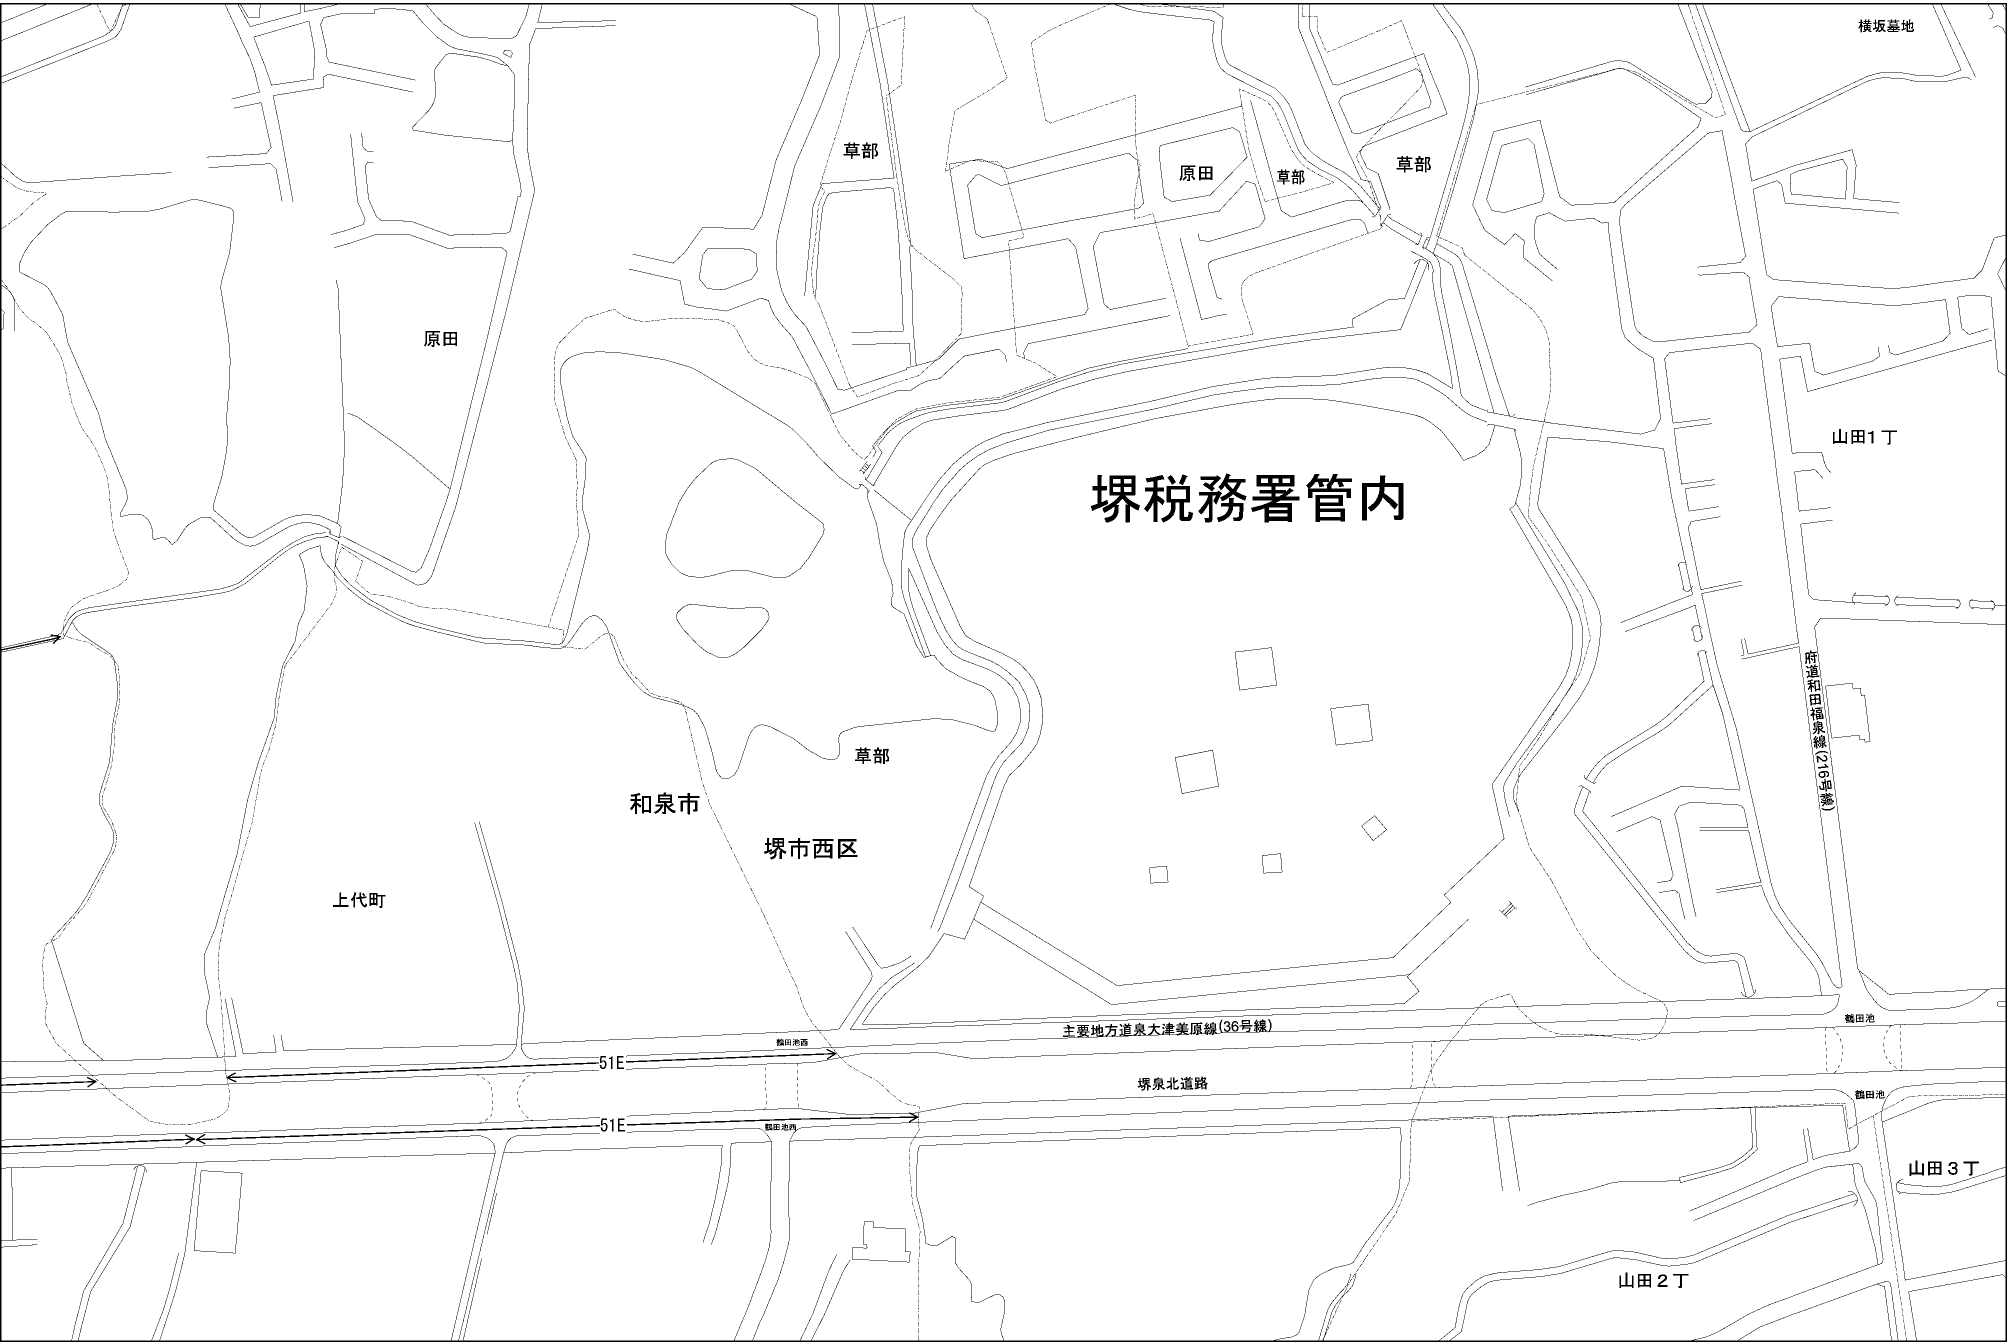 横坂墓地
草部
草部
原田
草部
原田
山田1丁
堺税務署管内
府道和田福泉線(216号線)
草部
和泉市
堺市西区
上代町
鶴田池
主要地方道泉大津美原線(36号線)
鶴田池西
51E
堺泉北道路
鶴田池
51E
鶴田池西
山田3丁
山田2丁